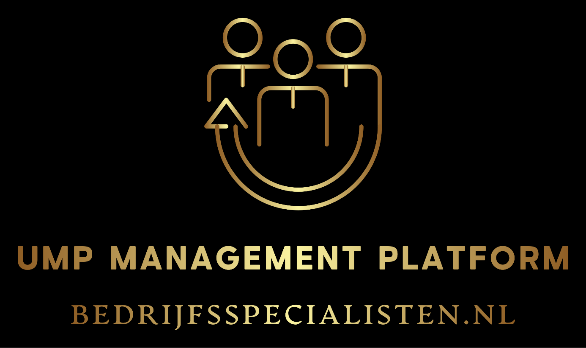 UMP MANAGEMENT PLATFORM
BEDRIJFSSPECIALISTEN.NL